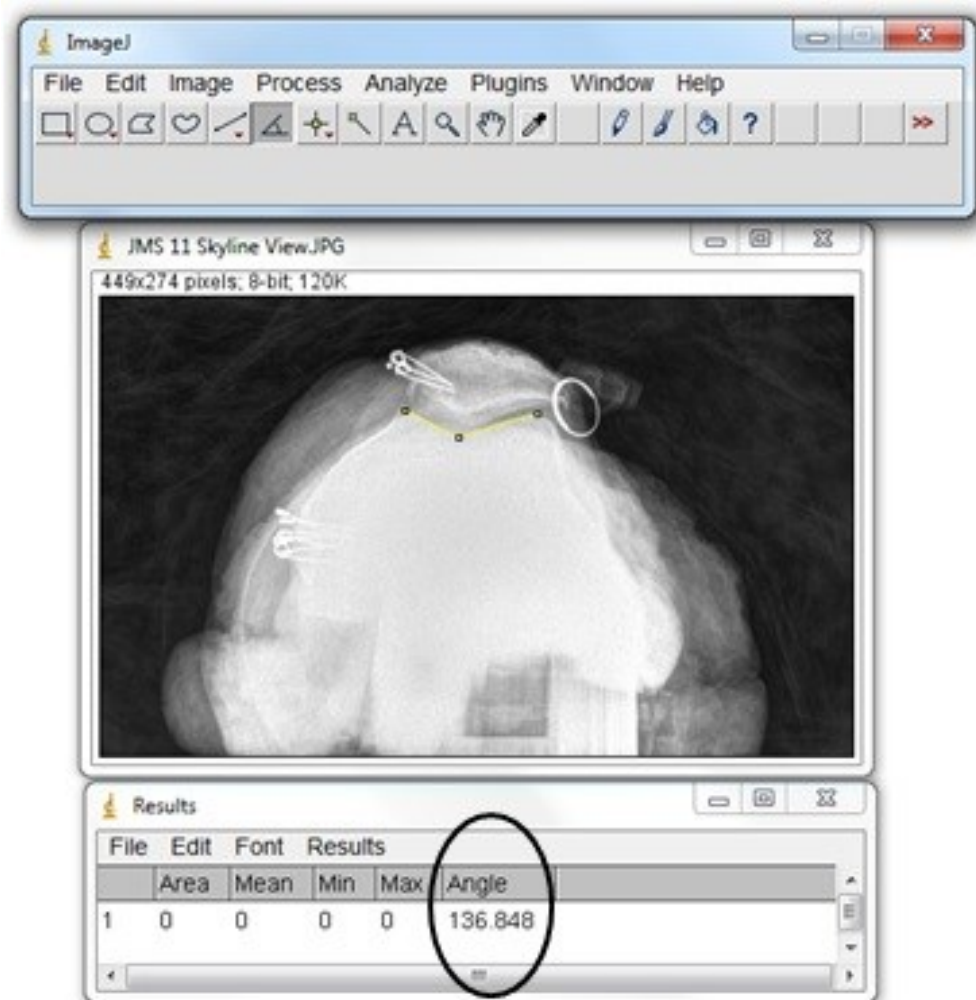 ImageJ
File Edit Image Process Analyze Plugins Window Help
A ? >>
JMS 11 Skyline View.JPG
449x274 pixels; 8-bit; 120K
Results
File Edit Font Results
Area Mean Min Max Angle
1 0 0 0 0 136.848